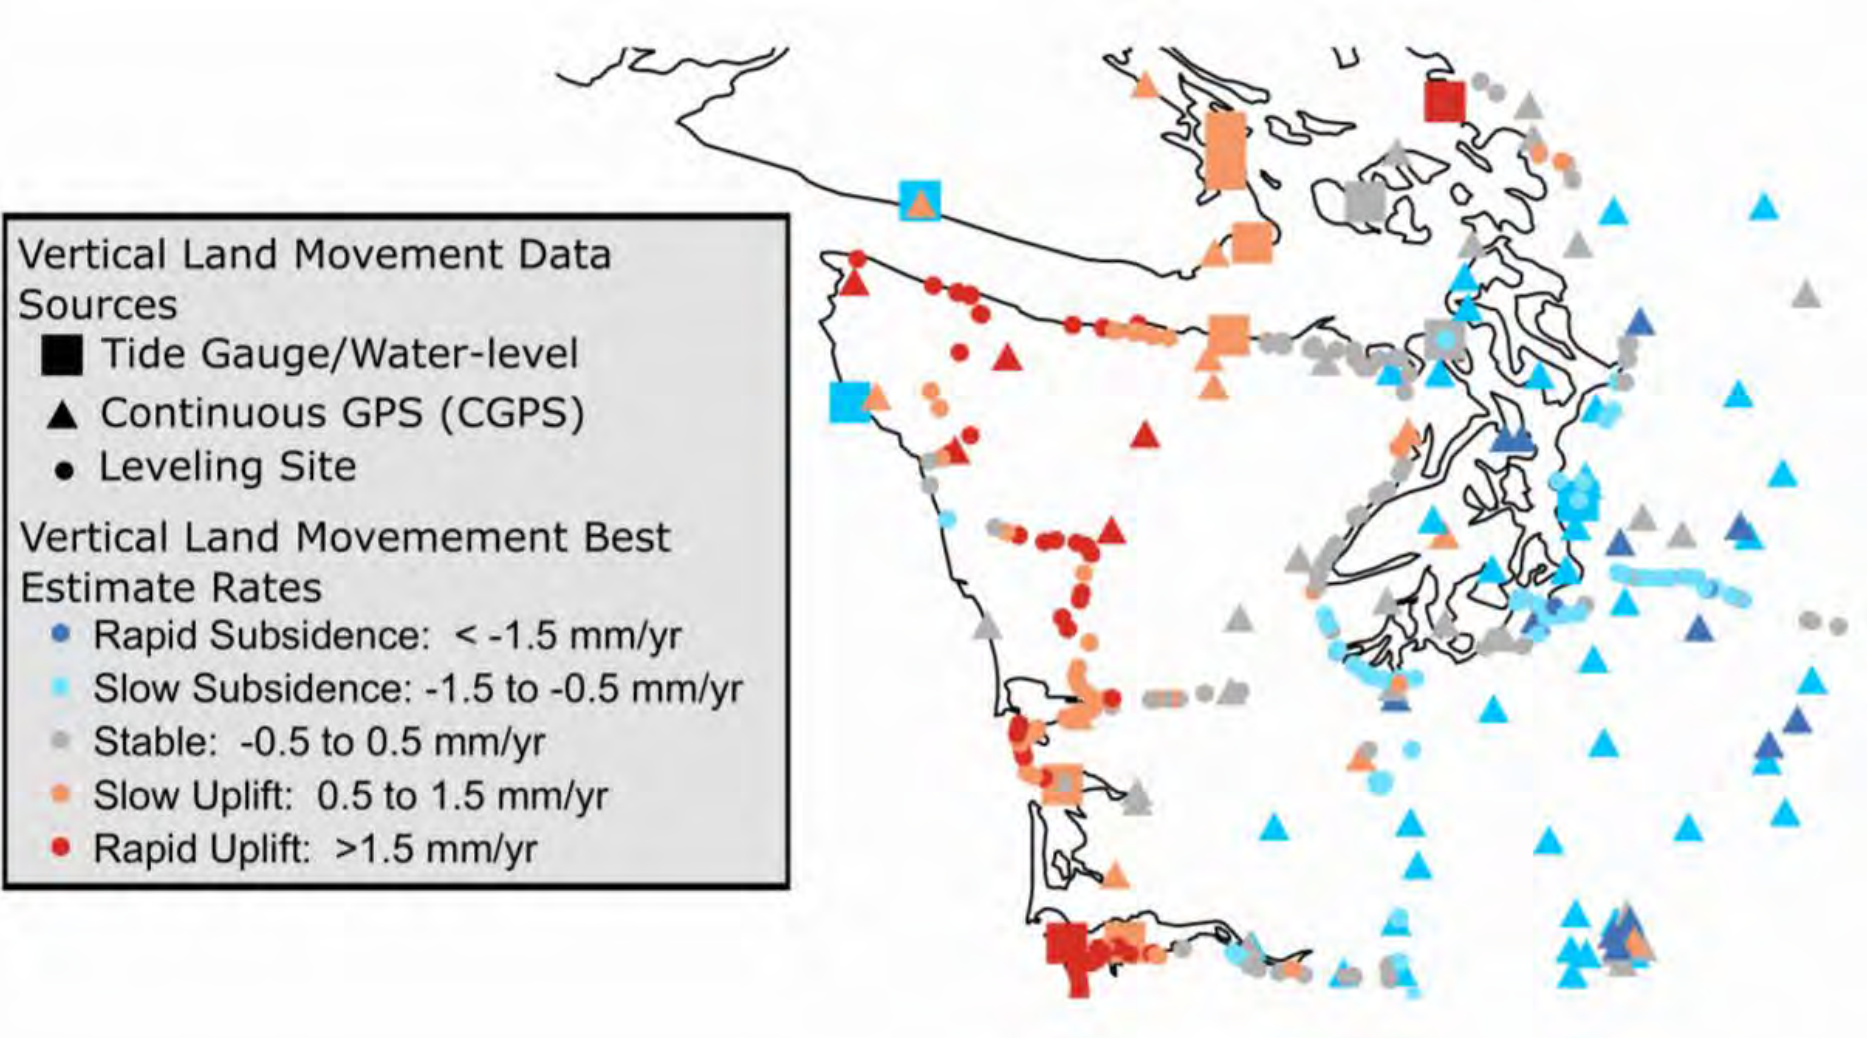 Vertical Land Movement Data
Sources
Tide Gauge/Water-level
Continuous GPS (CGPS)
Leveling Site
Vertical Land Movemement Best
Estimate Rates
Rapid Subsidence: < -1.5 mm/yr
Slow Subsidence: -1.5 to -0.5 mm/yr
Stable: -0.5 to 0.5 mm/yr
Slow Uplift: 0.5 to 1.5 mm/yr
Rapid Uplift: >1.5 mm/yr